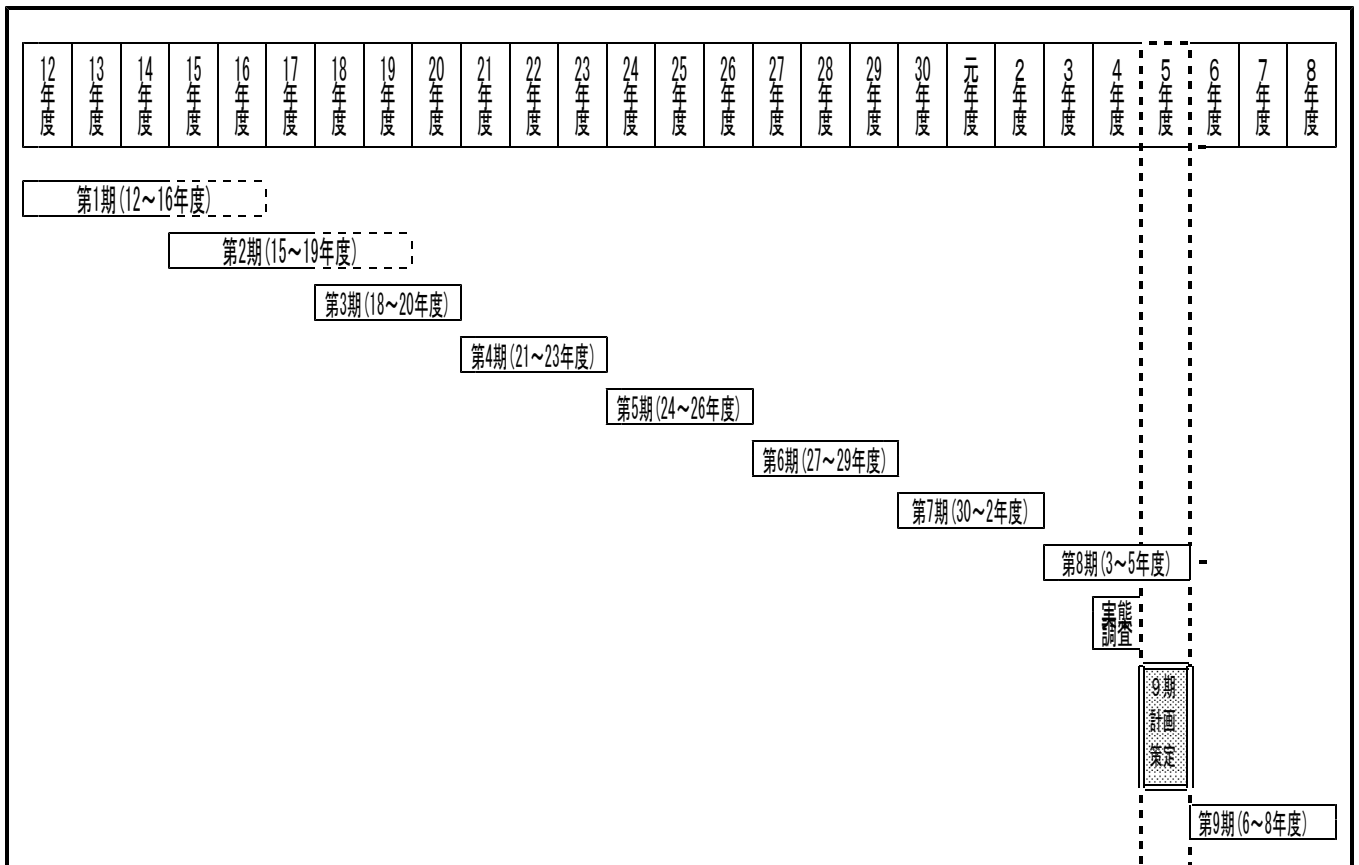 12年度
13年度
14年度
15年度
16年度
17年度
18年度
19年度
20年度
21年度
22年度
23年度
24年度
25年度
26年度
27年度
28年度
29年度
30年度
元年度
2年度
3年度
4年度
5年度
6年度
7年度
8年度
第1期(12～16年度)
第2期(15～19年度)
第3期(18～20年度)
第4期(21～23年度)
第5期(24～26年度)
第6期(27～29年度)
第7期(30～2年度)
第8期(3～5年度)
実態
調査
9期
計画
策定
第9期(6～8年度)